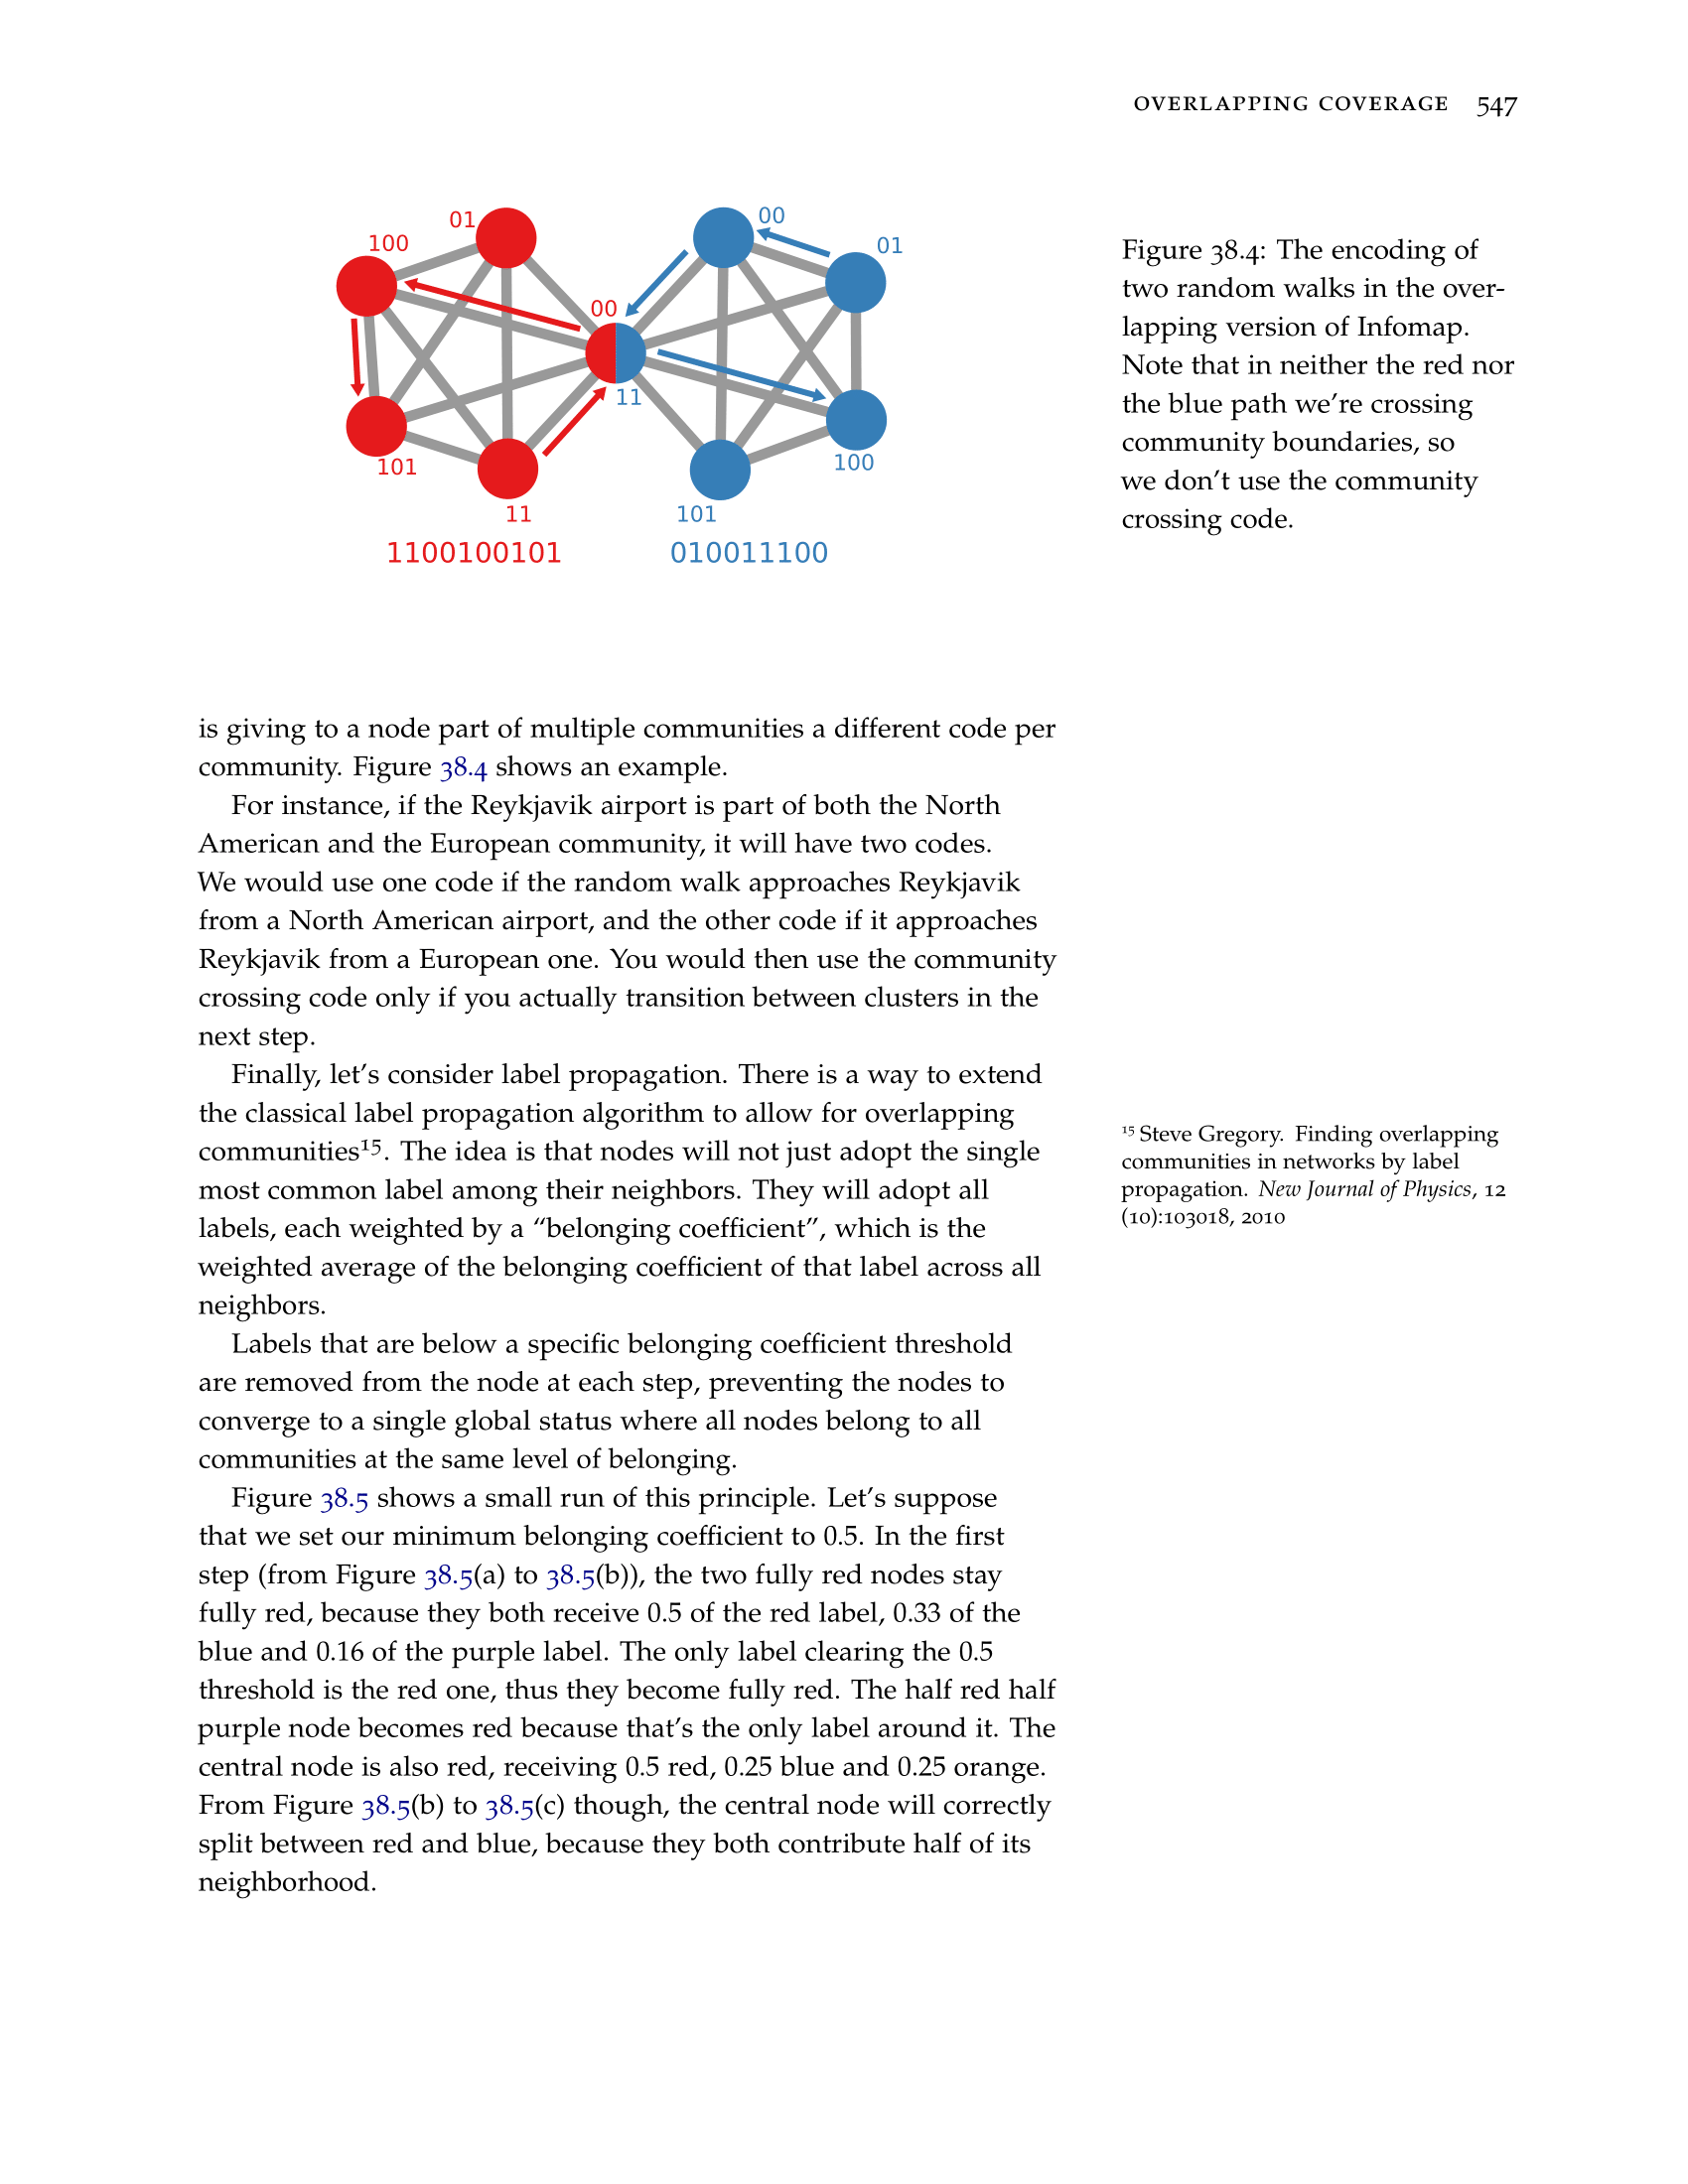 OVERLAPPING COVERAGE 547
01
100
00
01
00
11
101
100
11
101
1100100101
010011100
Figure 38.4: The encoding of
two random walks in the over-
lapping version of Infomap.
Note that in neither the red nor
the blue path we’re crossing
community boundaries, so
we don’t use the community
crossing code.
is giving to a node part of multiple communities a different code per
community. Figure 38.4 shows an example.
For instance, if the Reykjavik airport is part of both the North
American and the European community, it will have two codes.
We would use one code if the random walk approaches Reykjavik
from a North American airport, and the other code if it approaches
Reykjavik from a European one. You would then use the community
crossing code only if you actually transition between clusters in the
next step.
Finally, let’s consider label propagation. There is a way to extend
the classical label propagation algorithm to allow for overlapping
communities¹⁵. The idea is that nodes will not just adopt the single
most common label among their neighbors. They will adopt all
labels, each weighted by a “belonging coefficient”, which is the
weighted average of the belonging coefficient of that label across all
neighbors.
Labels that are below a specific belonging coefficient threshold
are removed from the node at each step, preventing the nodes to
converge to a single global status where all nodes belong to all
communities at the same level of belonging.
Figure 38.5 shows a small run of this principle. Let’s suppose
that we set our minimum belonging coefficient to 0.5. In the first
step (from Figure 38.5(a) to 38.5(b)), the two fully red nodes stay
fully red, because they both receive 0.5 of the red label, 0.33 of the
blue and 0.16 of the purple label. The only label clearing the 0.5
threshold is the red one, thus they become fully red. The half red half
purple node becomes red because that’s the only label around it. The
central node is also red, receiving 0.5 red, 0.25 blue and 0.25 orange.
From Figure 38.5(b) to 38.5(c) though, the central node will correctly
split between red and blue, because they both contribute half of its
neighborhood.
¹⁵ Steve Gregory. Finding overlapping
communities in networks by label
propagation. New Journal of Physics, 12
(10):103018, 2010